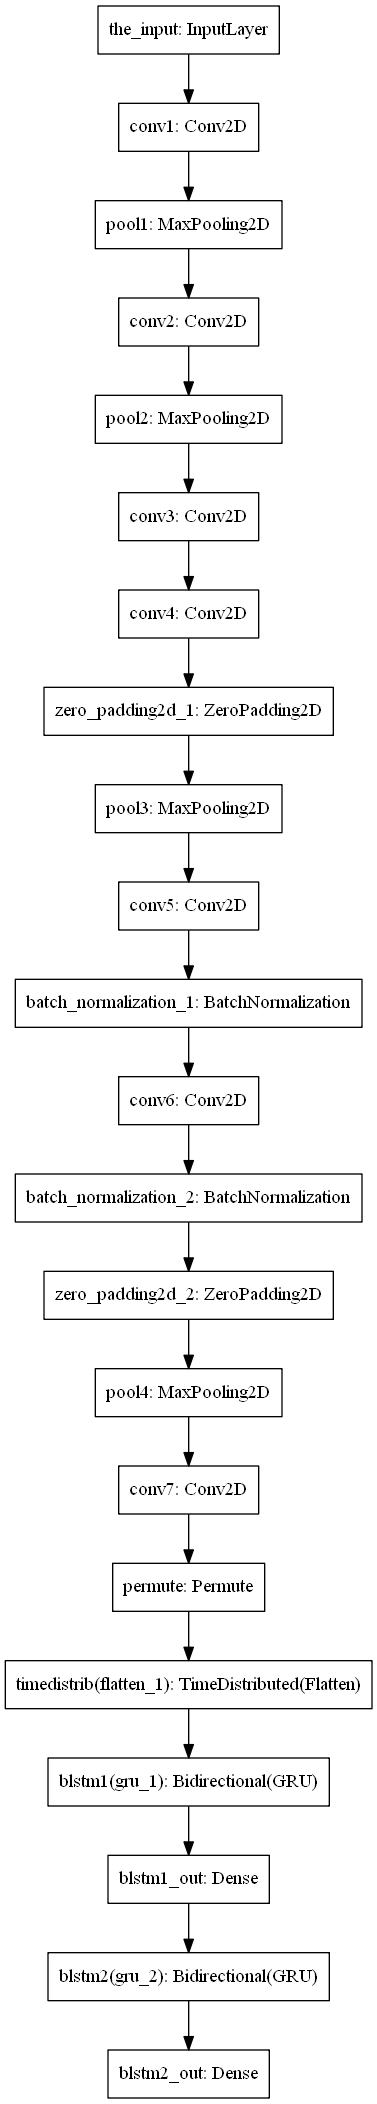 the_input: InputLayer
conv1: Conv2D
pool1: MaxPooling2D
conv2: Conv2D
pool2: MaxPooling2D
conv3: Conv2D
conv4: Conv2D
zero_padding2d_1: ZeroPadding2D
pool3: MaxPooling2D
conv5: Conv2D
batch_normalization_1: BatchNormalization
conv6: Conv2D
batch_normalization_2: BatchNormalization
zero_padding2d_2: ZeroPadding2D
pool4: MaxPooling2D
conv7: Conv2D
permute: Permute
timedistrib(flatten_1): TimeDistributed(Flatten)
blstm1(gru_1): Bidirectional(GRU)
blstm1_out: Dense
blstm2(gru_2): Bidirectional(GRU)
blstm2_out: Dense